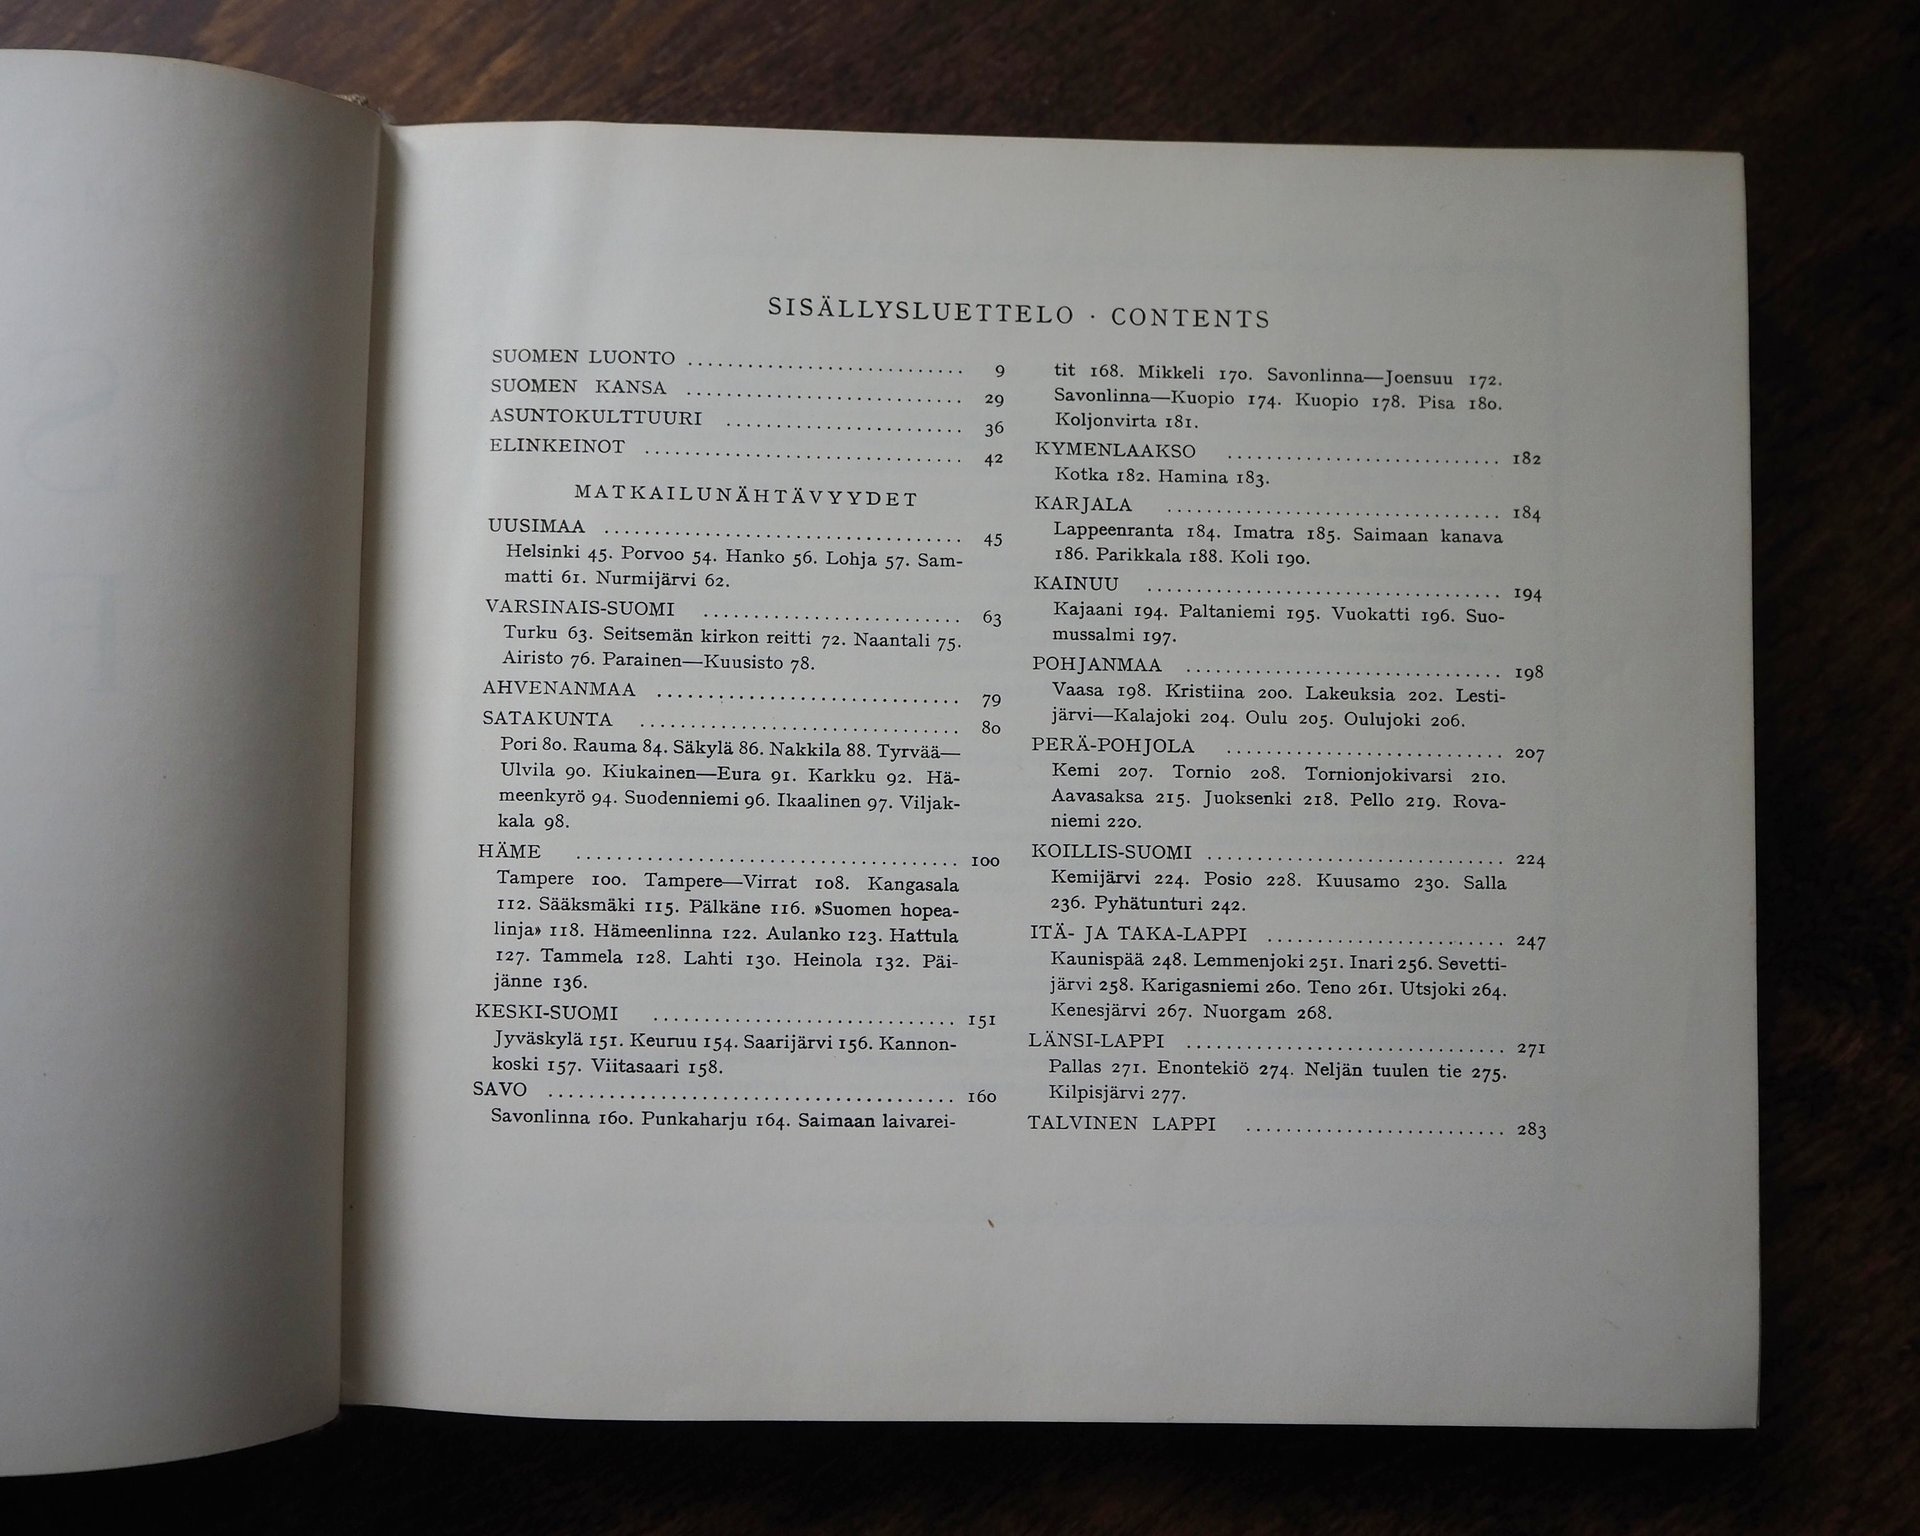 SISÄLLYSLUETTELO · CONTENTS
SUOMEN LUONTO ........................... 9
SUOMEN KANSA ........................... 29
ASUNTOKULTTUURI ....................... 36
ELINKEINOT ............................... 42
MATKAILUNÄHTÄVYYDET
UUSIMAA .................................. 45
Helsinki 45. Porvoo 54. Hanko 56. Lohja 57. Sam-
matti 61. Nurmijärvi 62.
VARSINAIS-SUOMI ......................... 63
Turku 63. Seitsemän kirkon reitti 72. Naantali 75.
Airisto 76. Parainen—Kuusisto 78.
AHVENANMAA .............................. 79
SATAKUNTA ............................... 80
Pori 80. Rauma 84. Säkylä 86. Nakkila 88. Tyrvää—
Ulvila 90. Kiukainen—Eura 91. Karkku 92. Hä-
meenkyrö 94. Suodenniemi 96. Ikaalinen 97. Viljak-
kala 98.
HÄME ..................................... 100
Tampere 100. Tampere—Virrat 108. Kangasala
112. Sääksmäki 115. Pälkäne 116. »Suomen hopea-
linja» 118. Hämeenlinna 122. Aulanko 123. Hattula
127. Tammela 128. Lahti 130. Heinola 132. Päi-
jänne 136.
KESKI-SUOMI .............................. 151
Jyväskylä 151. Keuruu 154. Saarijärvi 156. Kannon-
koski 157. Viitasaari 158.
SAVO ....................................... 160
Savonlinna 160. Punkaharju 164. Saimaan laivarei-
tit 168. Mikkeli 170. Savonlinna—Joensuu 172.
Savonlinna—Kuopio 174. Kuopio 178. Pisa 180.
Koljonvirta 181.
KYMENLAAKSO ........................... 182
Kotka 182. Hamina 183.
KARJALA ................................. 184
Lappeenranta 184. Imatra 185. Saimaan kanava
186. Parikkala 188. Koli 190.
KAINUU .................................. 194
Kajaani 194. Paltaniemi 195. Vuokatti 196. Suo-
mussalmi 197.
POHJANMAA ............................... 198
Vaasa 198. Kristiina 200. Lakeuksia 202. Lesti-
järvi—Kalajoki 204. Oulu 205. Oulujoki 206.
PERÄ-POHJOLA ........................... 207
Kemi 207. Tornio 208. Tornionjokivarsi 210.
Aavasaksa 215. Juoksenki 218. Pello 219. Rova-
niemi 220.
KOILLIS-SUOMI ............................. 224
Kemijärvi 224. Posio 228. Kuusamo 230. Salla
236. Pyhätunturi 242.
ITÄ- JA TAKA-LAPPI ....................... 247
Kaunispää 248. Lemmenjoki 251. Inari 256. Sevetti-
järvi 258. Karigasniemi 260. Teno 261. Utsjoki 264.
Kenesjärvi 267. Nuorgam 268.
LÄNSI-LAPPI ............................... 271
Pallas 271. Enontekiö 274. Neljän tuulen tie 275.
Kilpisjärvi 277.
TALVINEN LAPPI ......................... 283